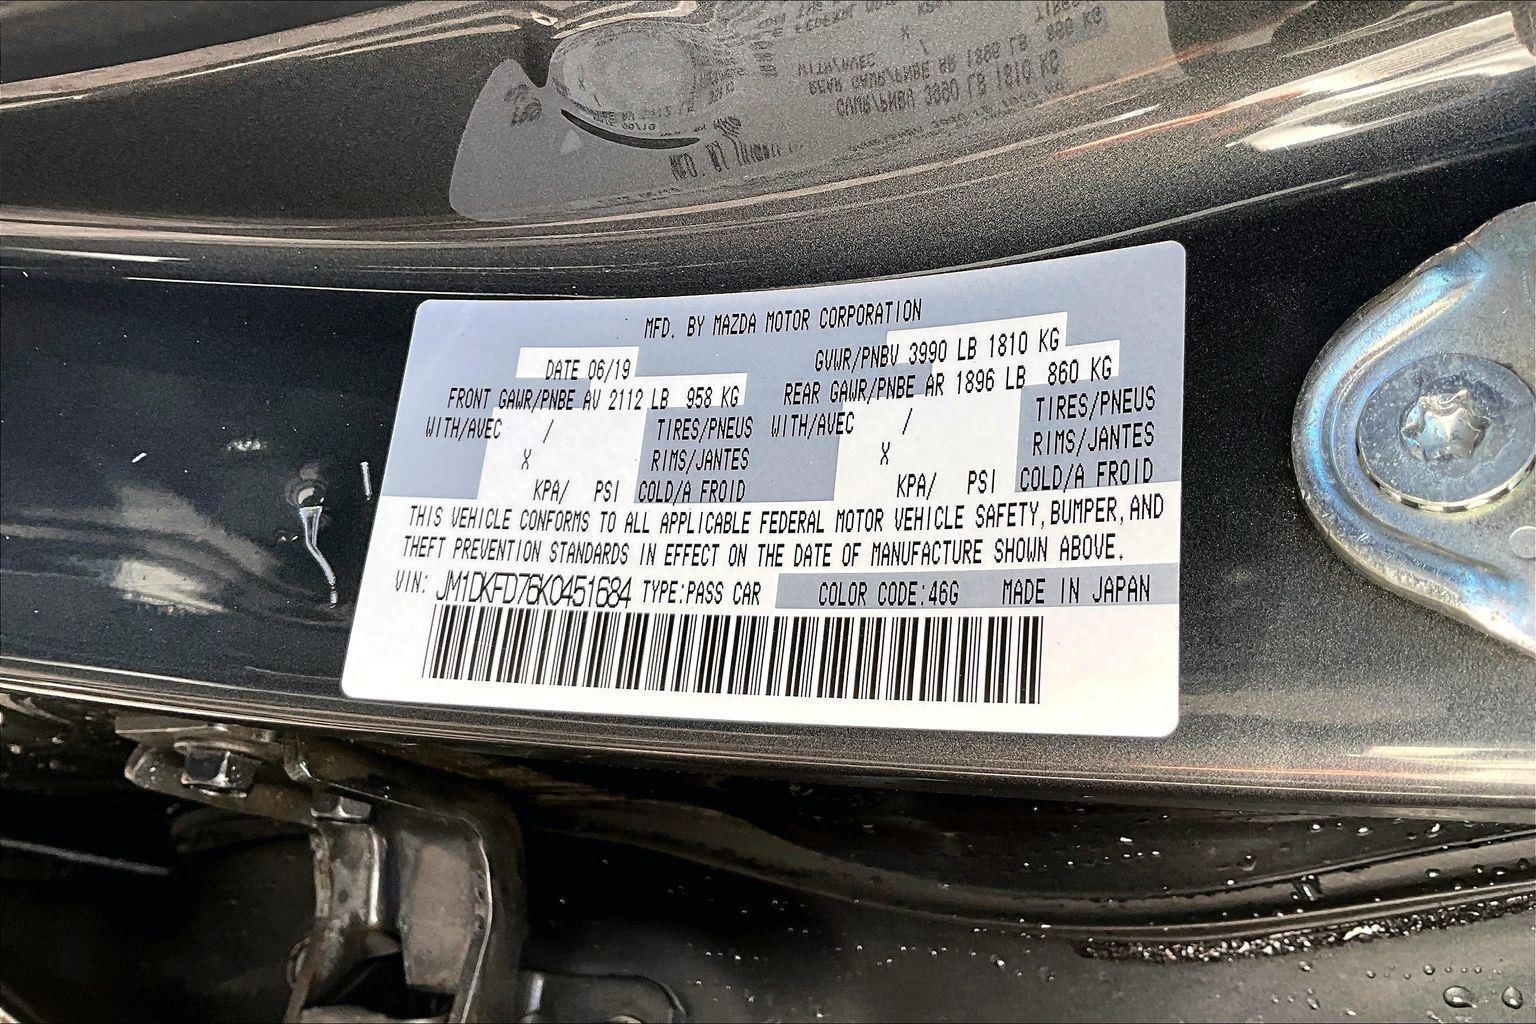 MFD. BY MAZDA MOTOR CORPORATION
DATE 06/19 GVWR/PNBV 3990 LB 1810 KG
FRONT GAWR/PNBE AV 2112 LB 958 KG REAR GAWR/PNBE AR 1896 LB 860 KG
WITH/AVEC / TIRES/PNEUS WITH/AVEC / TIRES/PNEUS
X RIMS/JANTES X RIMS/JANTES
KPA/ PSI COLD/A FROID KPA/ PSI COLD/A FROID
THIS VEHICLE CONFORMS TO ALL APPLICABLE FEDERAL MOTOR VEHICLE SAFETY, BUMPER, AND
THEFT PREVENTION STANDARDS IN EFFECT ON THE DATE OF MANUFACTURE SHOWN ABOVE.
VIN: JM1DKFD76K0451684 TYPE:PASS CAR COLOR CODE:46G MADE IN JAPAN